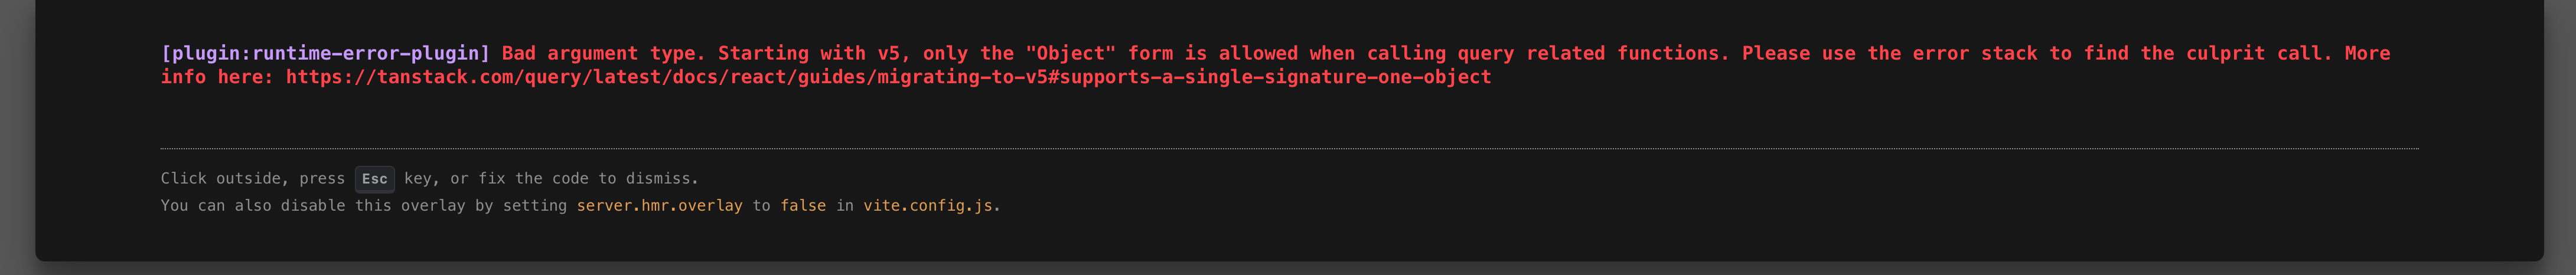 [plugin:runtime-error-plugin] Bad argument type. Starting with v5, only the "Object" form is allowed when calling query related functions. Please use the error stack to find the culprit call. More
info here: https://tanstack.com/query/latest/docs/react/guides/migrating-to-v5#supports-a-single-signature-one-object
Click outside, press Esc key, or fix the code to dismiss.
You can also disable this overlay by setting server.hmr.overlay to false in vite.config.js.